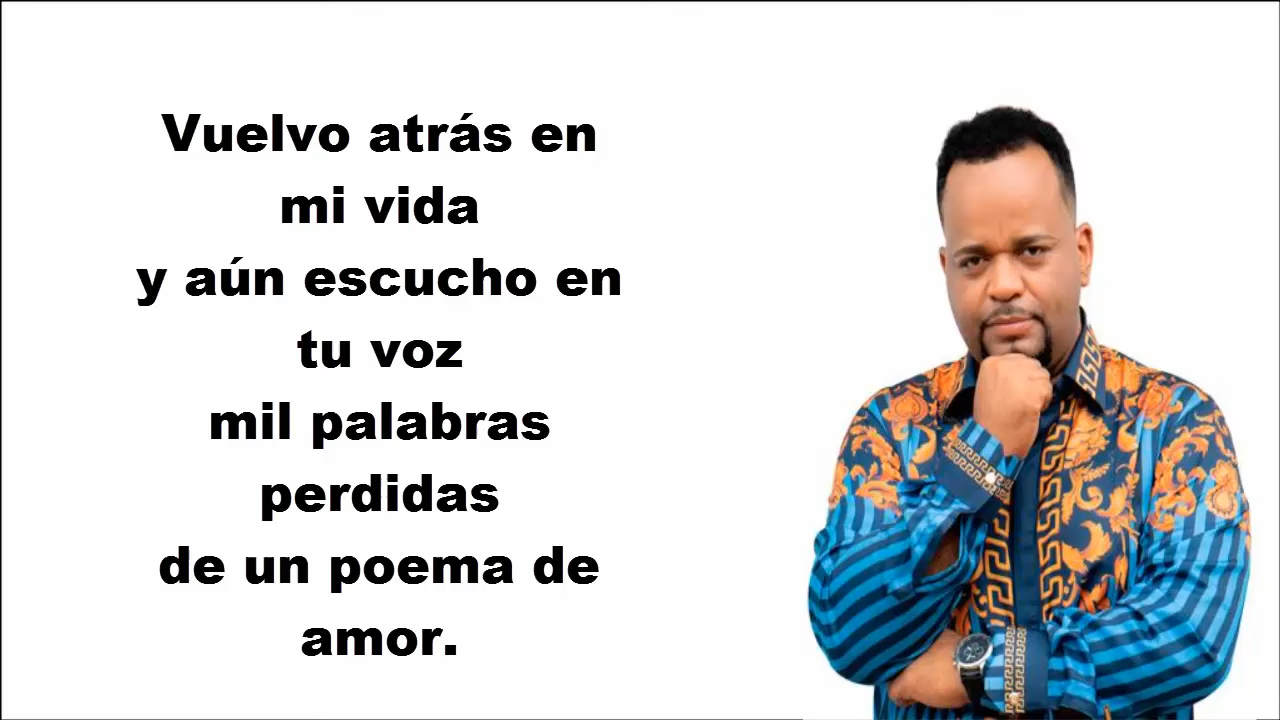 Vuelvo atrás en
mi vida
y aún escucho en
tu voz
mil palabras
perdidas
de un poema de
amor.